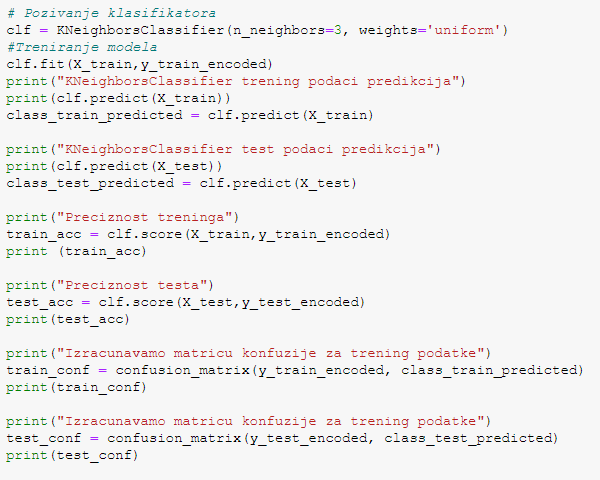 # Pozivanje klasifikatora
clf = KNeighborsClassifier(n_neighbors=3, weights='uniform')
#Treniranje modela
clf.fit(X_train,y_train_encoded)
print("KNeighborsClassifier trening podaci predikcija")
print(clf.predict(X_train))
class_train_predicted = clf.predict(X_train)
print("KNeighborsClassifier test podaci predikcija")
print(clf.predict(X_test))
class_test_predicted = clf.predict(X_test)
print("Preciznost treninga")
train_acc = clf.score(X_train,y_train_encoded)
print (train_acc)
print("Preciznost testa")
test_acc = clf.score(X_test,y_test_encoded)
print(test_acc)
print("Izracunavamo matricu konfuzije za trening podatke")
train_conf = confusion_matrix(y_train_encoded, class_train_predicted)
print(train_conf)
print("Izracunavamo matricu konfuzije za trening podatke")
test_conf = confusion_matrix(y_test_encoded, class_test_predicted)
print(test_conf)